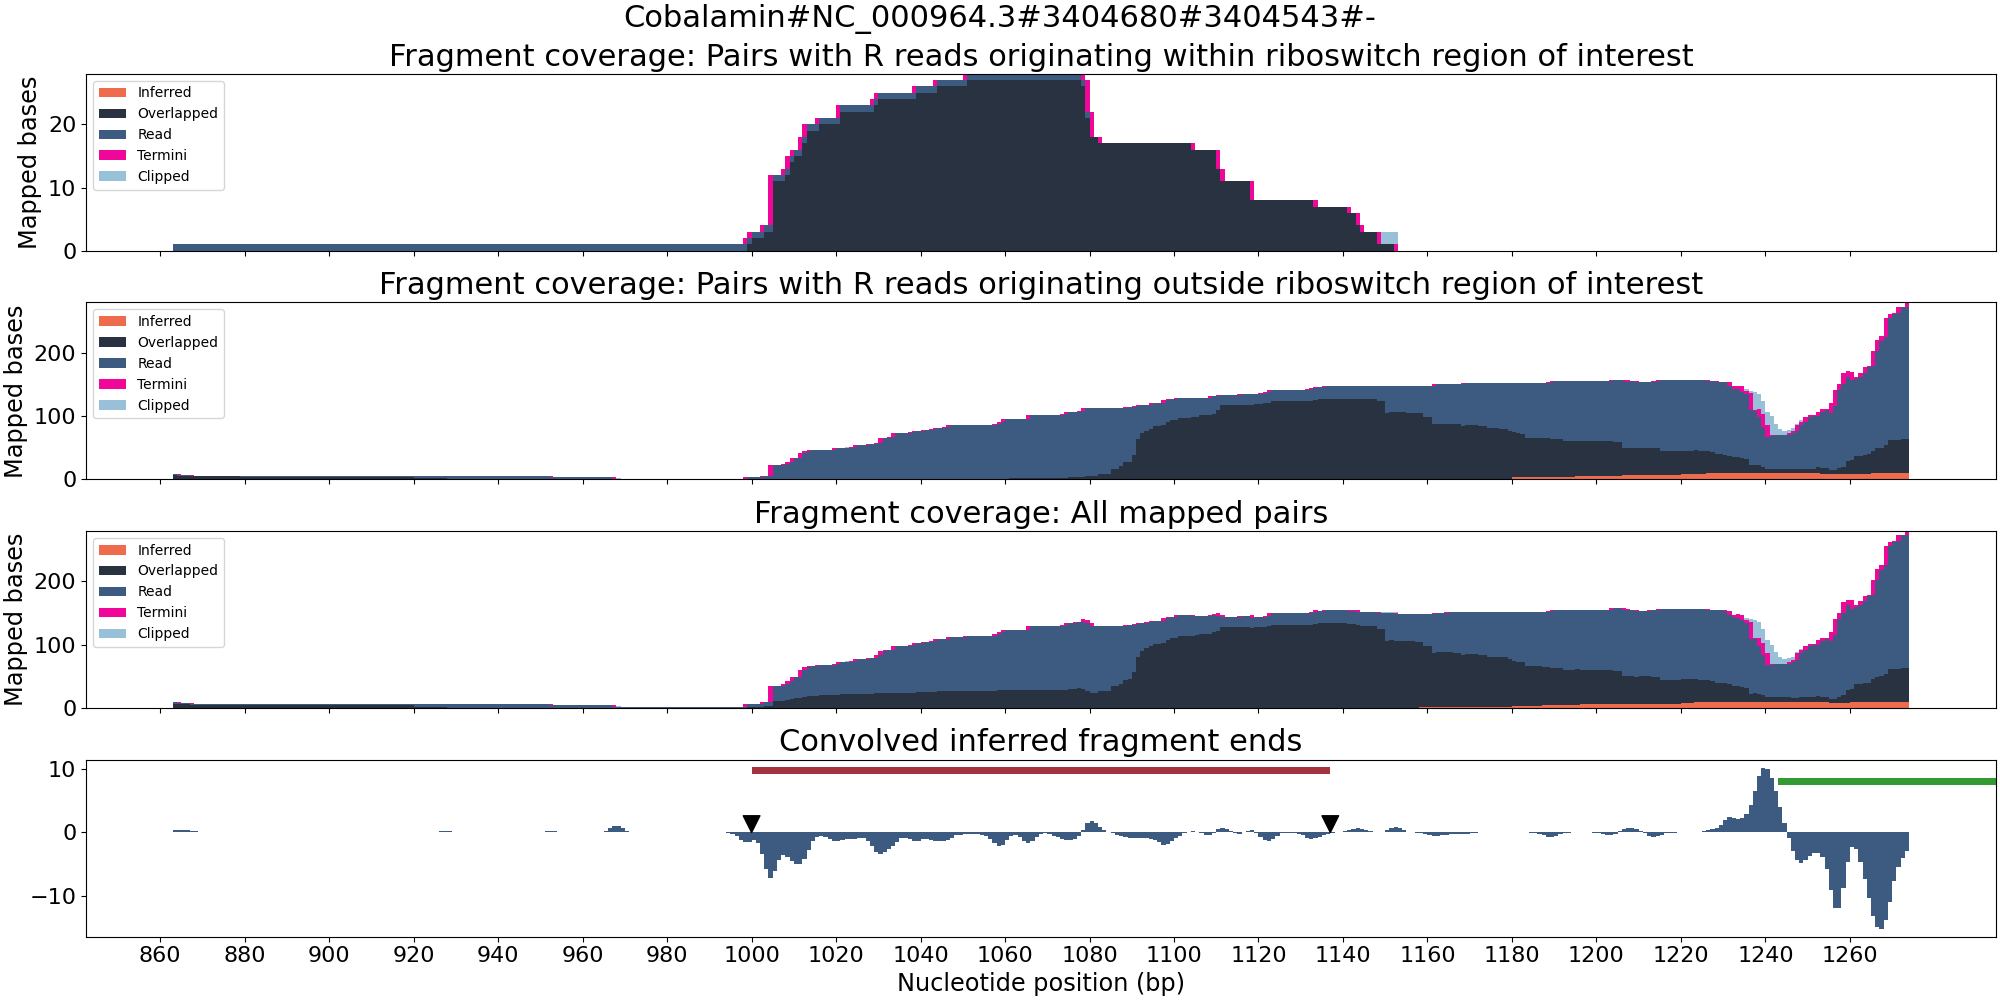 Cobalamin#NC_000964.3#3404680#3404543#-
Fragment coverage: Pairs with R reads originating within riboswitch region of interest
Mapped bases
20
10
0
Inferred
Overlapped
Read
Termini
Clipped
Fragment coverage: Pairs with R reads originating outside riboswitch region of interest
Mapped bases
200
100
0
Inferred
Overlapped
Read
Termini
Clipped
Fragment coverage: All mapped pairs
Mapped bases
200
100
0
Inferred
Overlapped
Read
Termini
Clipped
Convolved inferred fragment ends
10
0
−10
860 880 900 920 940 960 980 1000 1020 1040 1060 1080 1100 1120 1140 1160 1180 1200 1220 1240 1260
Nucleotide position (bp)